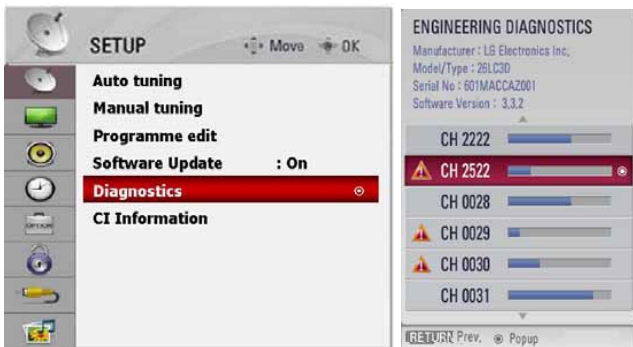 SETUP
Move OK
Auto tuning
Manual tuning
Programme edit
Software Update : On
Diagnostics
CI Information
OPTION
ENGINEERING DIAGNOSTICS
Manufacturer : LG Electronics Inc,
Model/Type : 26LC3D
Serial No : 601MACCAZ001
Software Version : 3,3,2
CH 2222
CH 2522
CH 0028
CH 0029
CH 0030
CH 0031
RETURN Prev, Popup